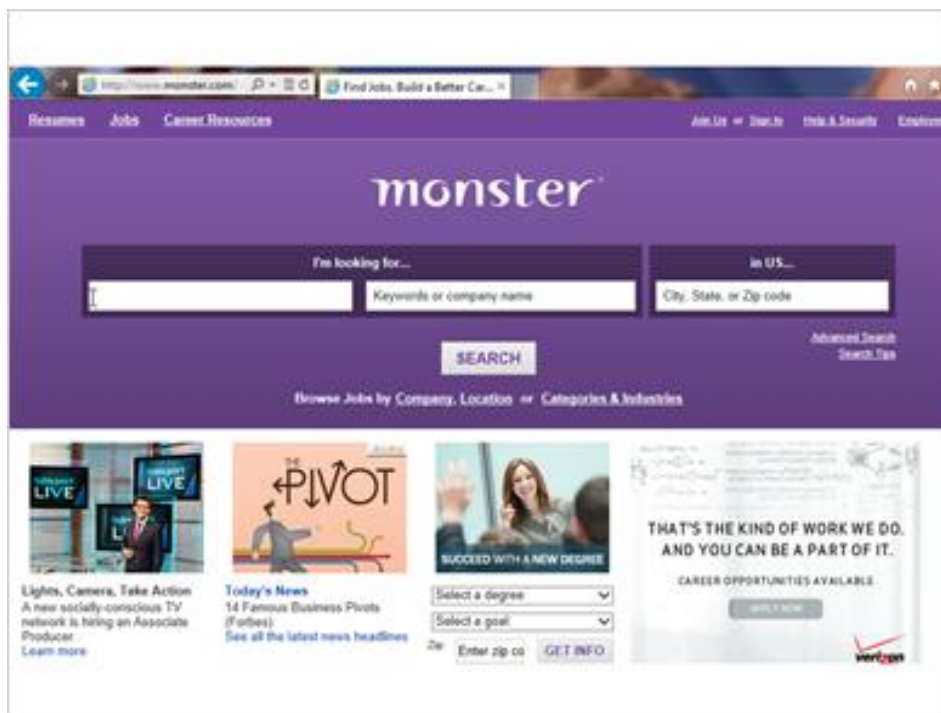 http://www.monster.com/
Find Jobs. Build a Better Car...
Resumes Jobs Career Resources
Join Us or Sign In Help & Security Employer
monster
I'm looking for...
in US...
Keywords or company name
City, State, or Zip code
Advanced Search
Search Tips
SEARCH
Browse Jobs by Company, Location or Categories & Industries
LIVE
LIVE
LIVE
THE
PIVOT
SUCCEED WITH A NEW DEGREE
THAT'S THE KIND OF WORK WE DO.
AND YOU CAN BE A PART OF IT.
CAREER OPPORTUNITIES AVAILABLE
APPLY NOW
verizon
Lights, Camera, Take Action
A new socially-conscious TV
network is hiring an Associate
Producer
Learn more
Today's News
14 Famous Business Pivots
(Forbes)
See all the latest news headlines
Select a degree
Select a goal
Zip Enter zip co GET INFO